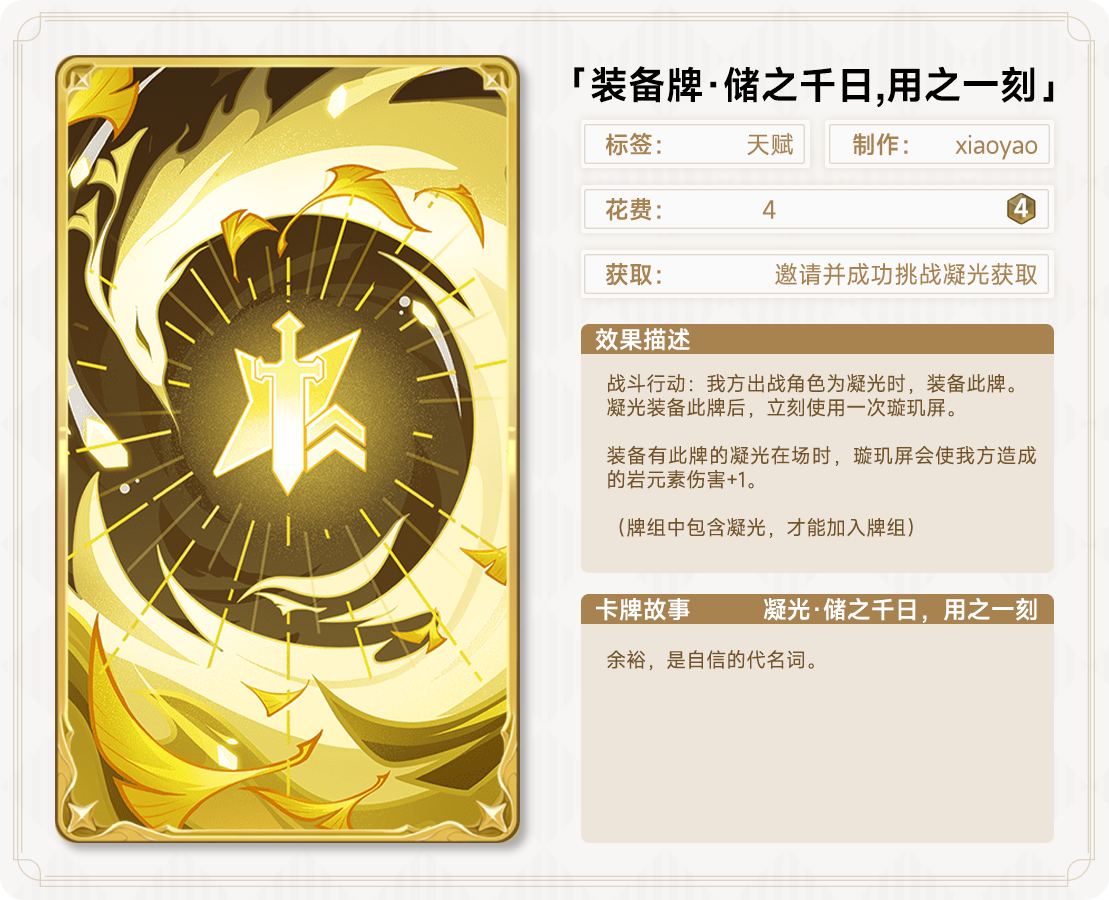 「装备牌·储之千日,用之一刻」
标签： 天赋 制作： xiaoyao
花费： 4 4
获取： 邀请并成功挑战凝光获取
效果描述
战斗行动：我方出战角色为凝光时，装备此牌。
凝光装备此牌后，立刻使用一次璇玑屏。
装备有此牌的凝光在场时，璇玑屏会使我方造成
的岩元素伤害+1。
（牌组中包含凝光，才能加入牌组）
卡牌故事 凝光·储之千日，用之一刻
余裕，是自信的代名词。